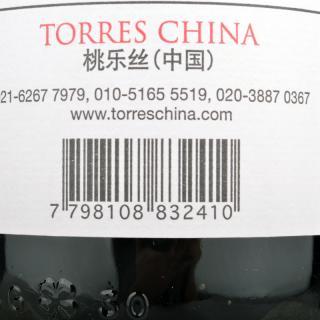 TORRES CHINA
桃乐丝(中国)
21-6267 7979, 010-5165 5519, 020-3887 0367
www.torreschina.com
7 798108 832410